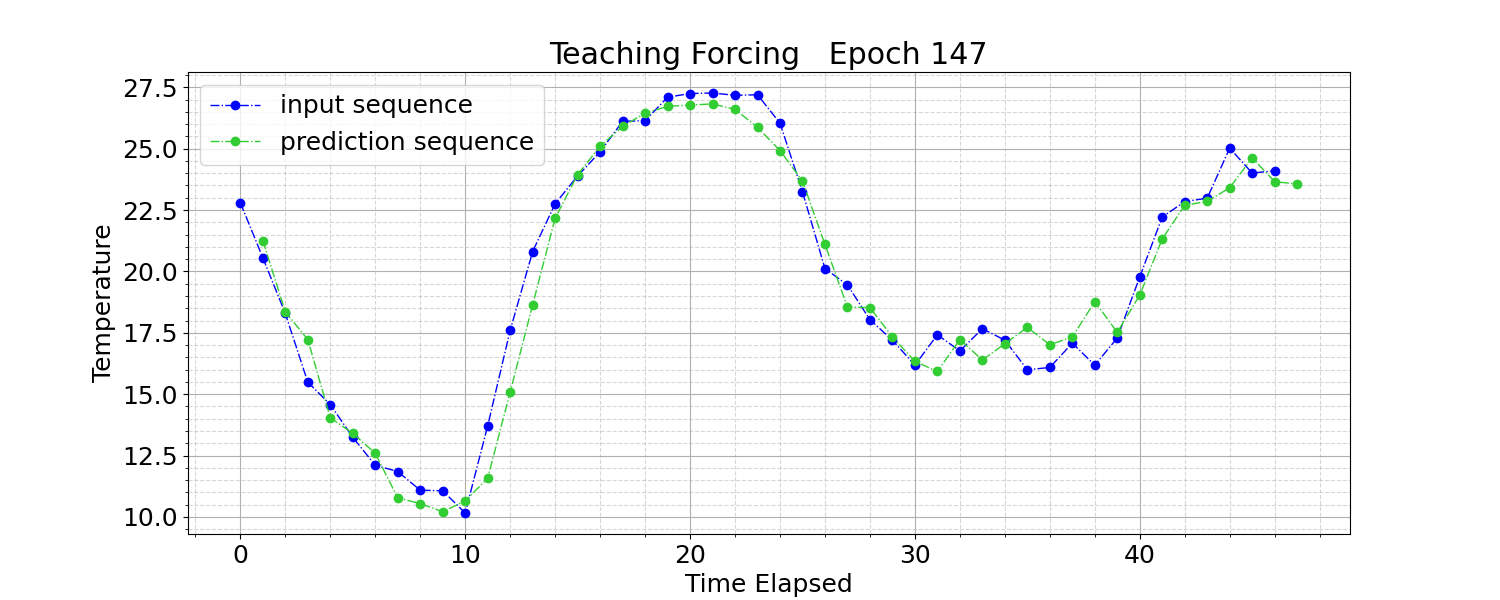 Teaching Forcing   Epoch 147
input sequence
prediction sequence
27.5
25.0
22.5
20.0
17.5
15.0
12.5
10.0
Temperature
0 10 20 30 40
Time Elapsed